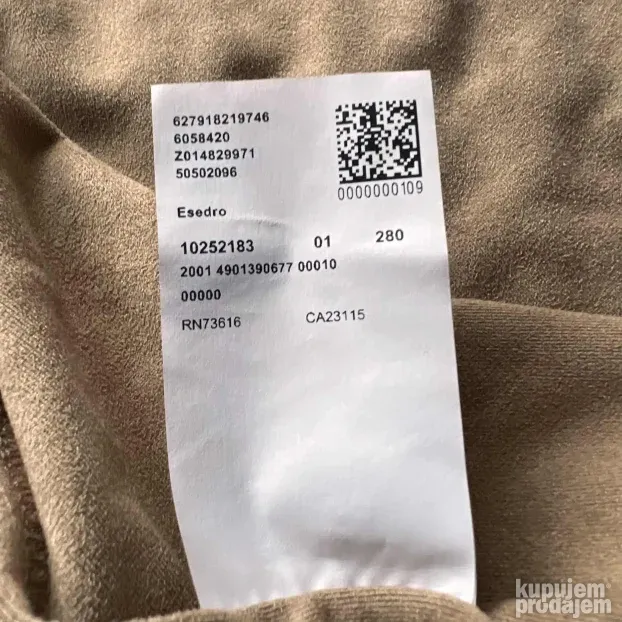 627918219746
6058420
Z014829971
50502096
0000000109
Esedro
10252183 01 280
2001 4901390677 00010
00000
RN73616 CA23115
kupujem
prodajem